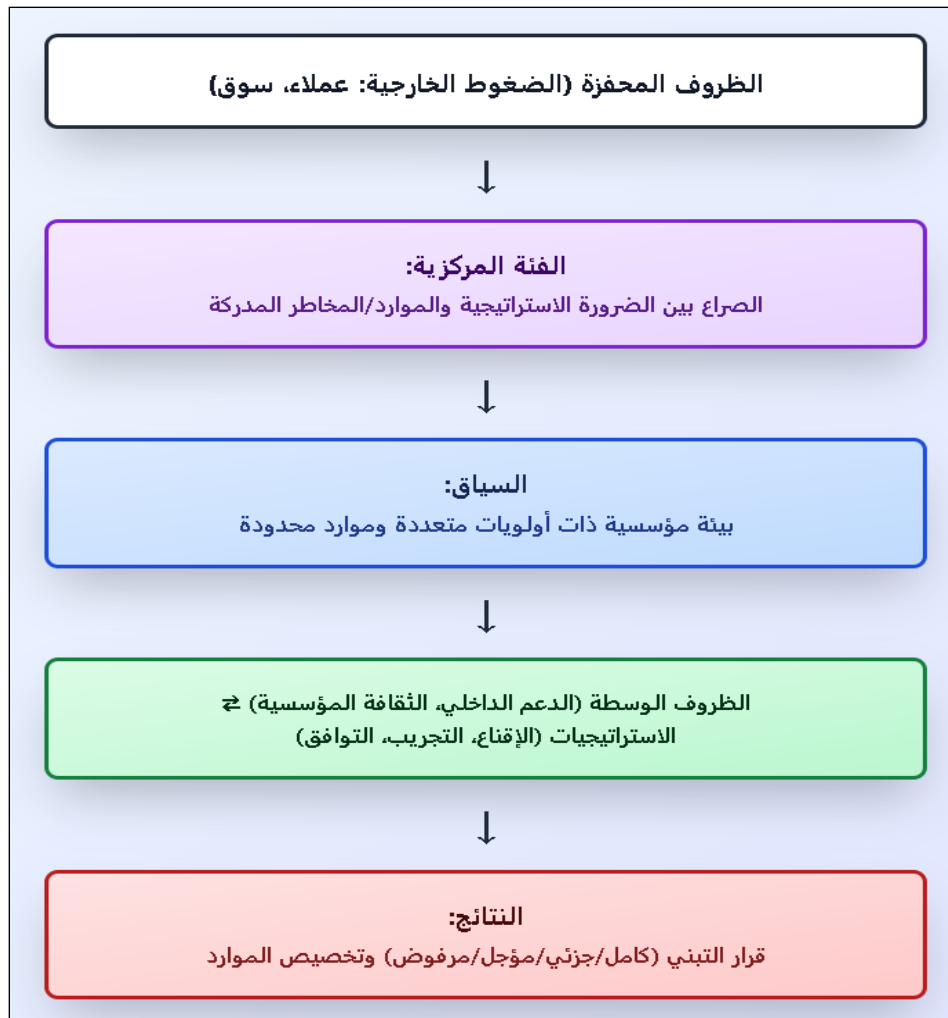 الظروف المحفزة (الضغوط الخارجية: عملاء، سوق)
↓
الفئة المركزية:
الصراع بين الضرورة الاستراتيجية والموارد/المخاطر المدركة
↓
السياق:
بيئة مؤسسية ذات أولويات متعددة وموارد محدودة
↓
الظروف الوسطة (الدعم الداخلي، الثقافة المؤسسية) ⇄
الاستراتيجيات (الإقناع، التجريب، التوافق)
↓
النتائج:
قرار التبني (كامل/جزئي/مؤجل/مرفوض) وتخصيص الموارد